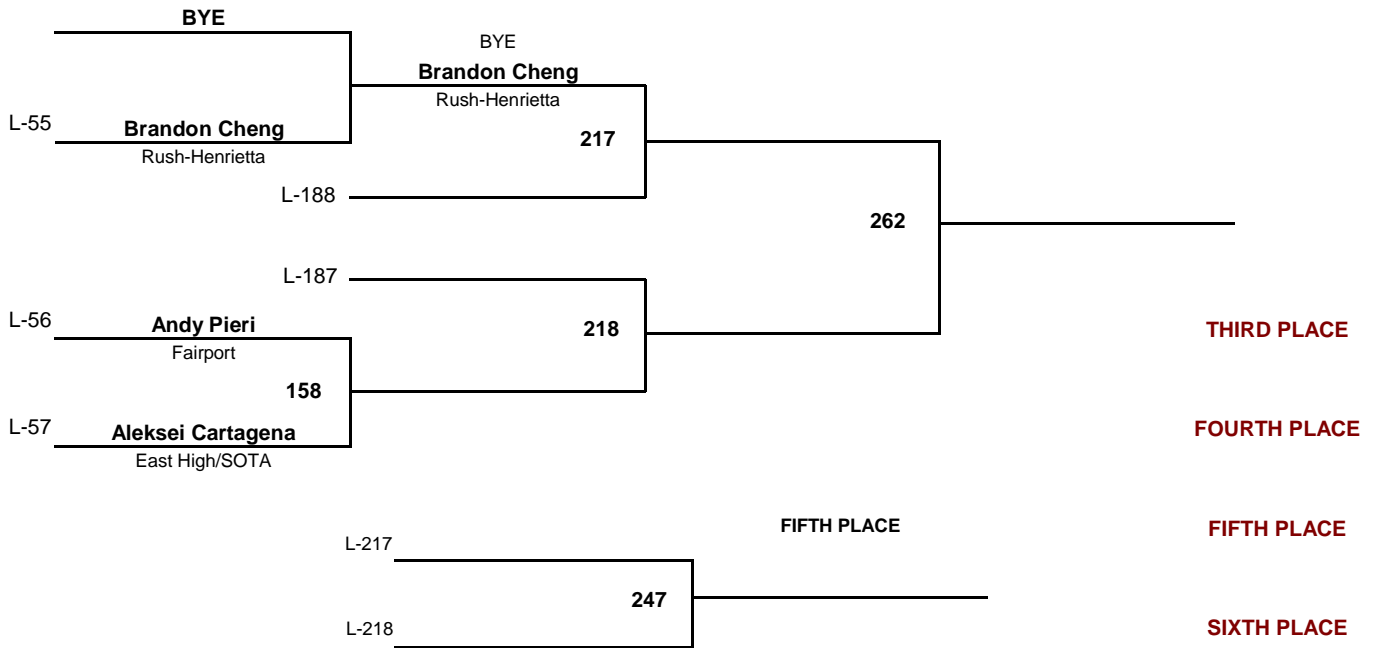 BYE
BYE
Brandon Cheng
Rush-Henrietta
L-55
Brandon Cheng
Rush-Henrietta
217
L-188
262
L-187
L-56
Andy Pieri
Fairport
218
THIRD PLACE
158
L-57
Aleksei Cartagena
East High/SOTA
FOURTH PLACE
L-217
FIFTH PLACE
FIFTH PLACE
247
L-218
SIXTH PLACE